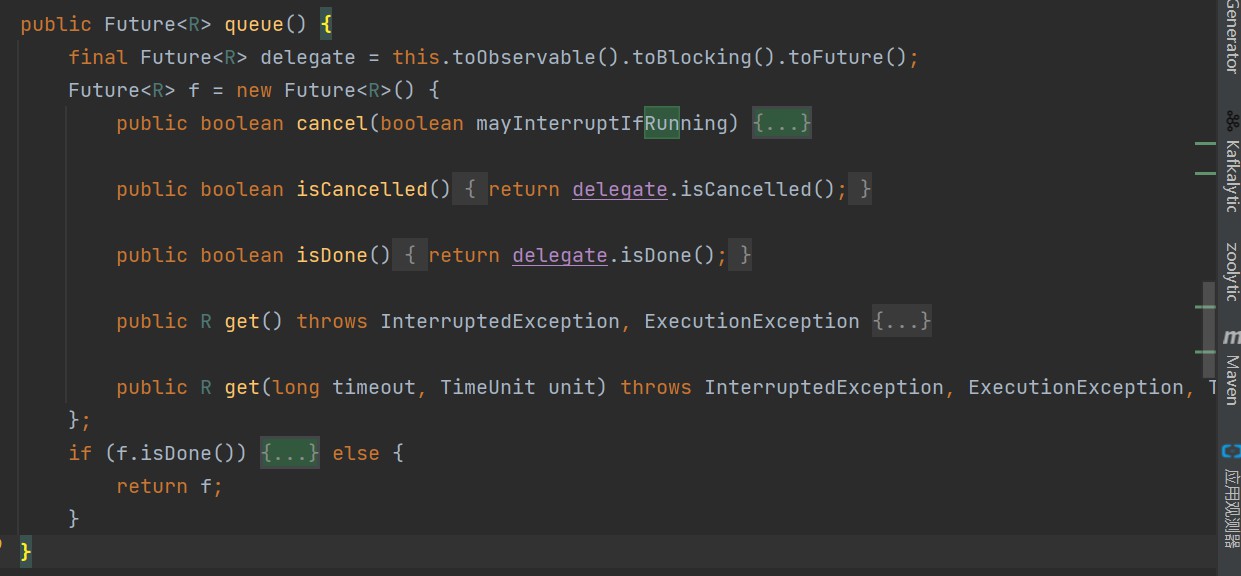 public Future<R> queue() {
    final Future<R> delegate = this.toObservable().toBlocking().toFuture();
    Future<R> f = new Future<R>() {
        public boolean cancel(boolean mayInterruptIfRunning) {...}
        public boolean isCancelled() { return delegate.isCancelled(); }
        public boolean isDone() { return delegate.isDone(); }
        public R get() throws InterruptedException, ExecutionException {...}
        public R get(long timeout, TimeUnit unit) throws InterruptedException, ExecutionException, T
    };
    if (f.isDone()) {...} else {
        return f;
    }
}
Generator
Kafkalytic
zoolytic
m
Maven
应用观测器